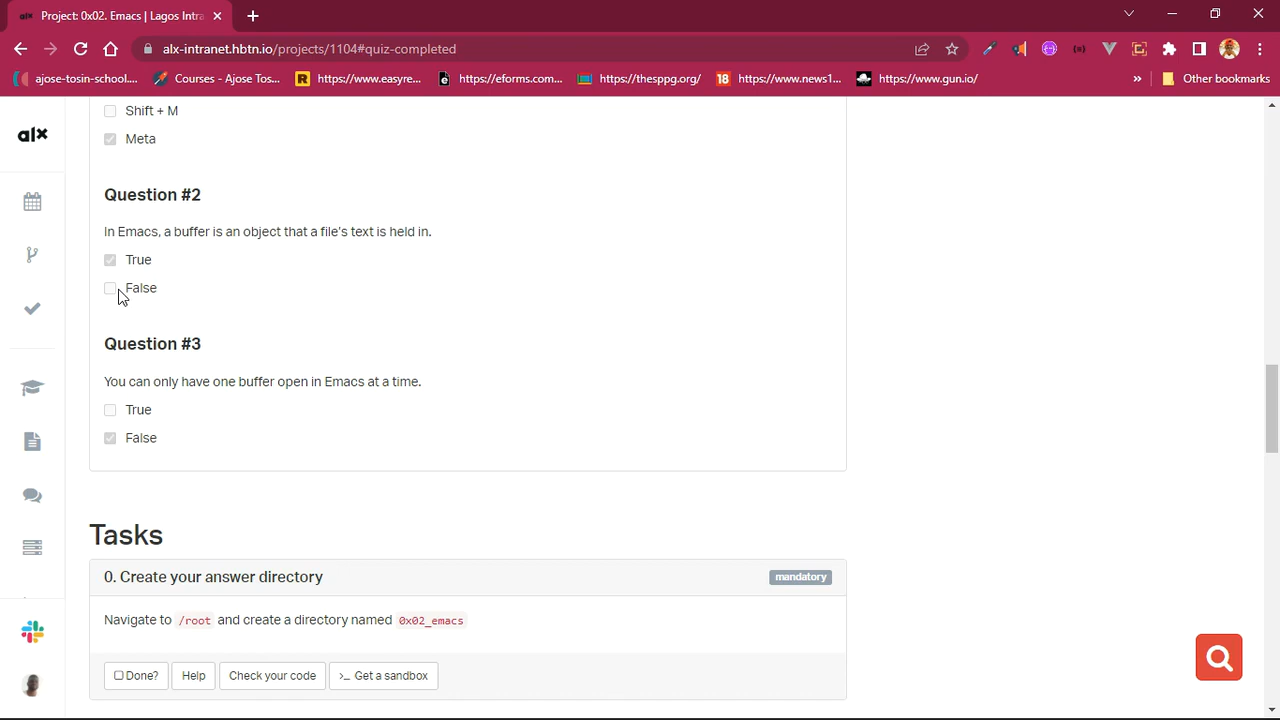 Project: 0x02. Emacs | Lagos Intra
alx-intranet.hbtn.io/projects/1104#quiz-completed
ajose-tosin-school.... Courses - Ajose Tos... R https://www.easyre... https://eforms.com... https://thesppg.org/ 18 https://www.news1... https://www.gun.io/ » Other bookmarks
alx
Shift + M
Meta
Question #2
In Emacs, a buffer is an object that a file's text is held in.
True
False
Question #3
You can only have one buffer open in Emacs at a time.
True
False
Tasks
0. Create your answer directory mandatory
Navigate to /root and create a directory named 0x02_emacs
Done? Help Check your code >_ Get a sandbox